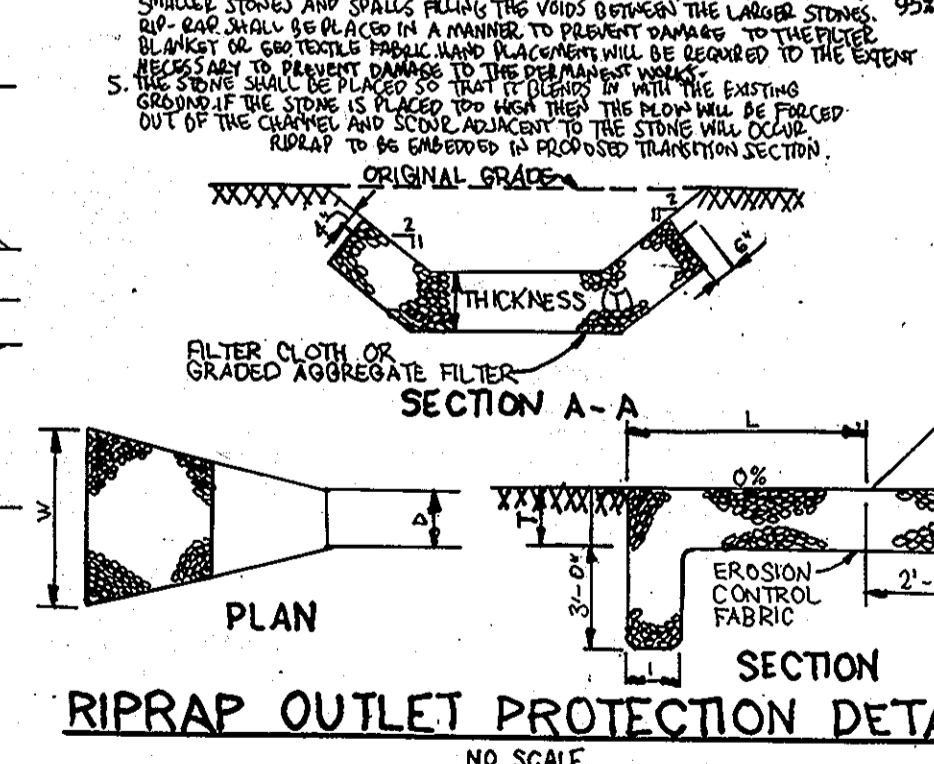 SMALLER STONES AND SPALLS FILLING THE VOIDS BETWEEN THE LARGER STONES. 95%
RIP-RAP SHALL BE PLACED IN A MANNER TO PREVENT DAMAGE TO THE FILTER
BLANKET OR GEOTEXTILE FABRIC. HAND PLACEMENT WILL BE REQUIRED TO THE EXTENT
NECESSARY TO PREVENT DAMAGE TO THE PERMANENT WORKS.
5. THE STONE SHALL BE PLACED SO THAT IT BLENDS IN WITH THE EXISTING
GROUND. IF THE STONE IS PLACED TOO HIGH THEN THE FLOW WILL BE FORCED
OUT OF THE CHANNEL AND SCOUR ADJACENT TO THE STONE WILL OCCUR.
RIPRAP TO BE EMBEDDED IN PROPOSED TRANSITION SECTION.
ORIGINAL GRADE
4"
2
1
2
1
6"
THICKNESS (T)
FILTER CLOTH OR
GRADED AGGREGATE FILTER
SECTION A-A
L
W
D
PLAN
0%
T
3'-0"
EROSION
CONTROL
FABRIC
2'-
1
SECTION
RIPRAP OUTLET PROTECTION DETA
NO SCALE